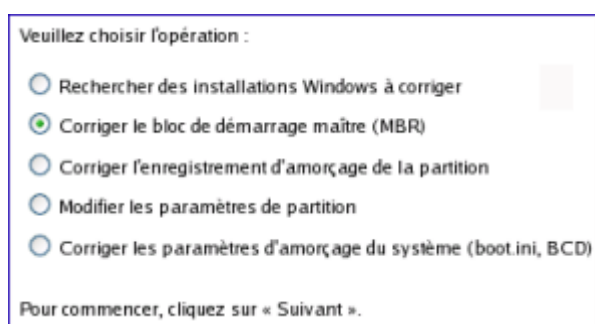 Veuillez choisir l'opération :
Rechercher des installations Windows à corriger
Corriger le bloc de démarrage maître (MBR)
Corriger l'enregistrement d'amorçage de la partition
Modifier les paramètres de partition
Corriger les paramètres d'amorçage du système (boot.ini, BCD)
Pour commencer, cliquez sur « Suivant ».